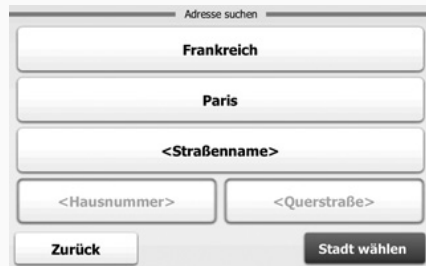 Adresse suchen
Frankreich
Paris
<Straßenname>
<Hausnummer> <Querstraße>
Zurück Stadt wählen